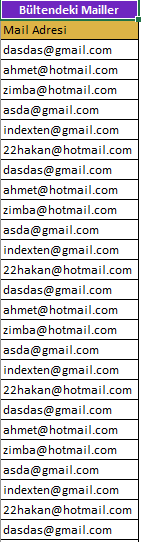 Bültendeki Mailler
Mail Adresi
dasdas@gmail.com
ahmet@hotmail.com
zimba@hotmail.com
asda@gmail.com
indexten@gmail.com
22hakan@hotmail.com
dasdas@gmail.com
ahmet@hotmail.com
zimba@hotmail.com
asda@gmail.com
indexten@gmail.com
22hakan@hotmail.com
dasdas@gmail.com
ahmet@hotmail.com
zimba@hotmail.com
asda@gmail.com
indexten@gmail.com
22hakan@hotmail.com
dasdas@gmail.com
ahmet@hotmail.com
zimba@hotmail.com
asda@gmail.com
indexten@gmail.com
22hakan@hotmail.com
dasdas@gmail.com